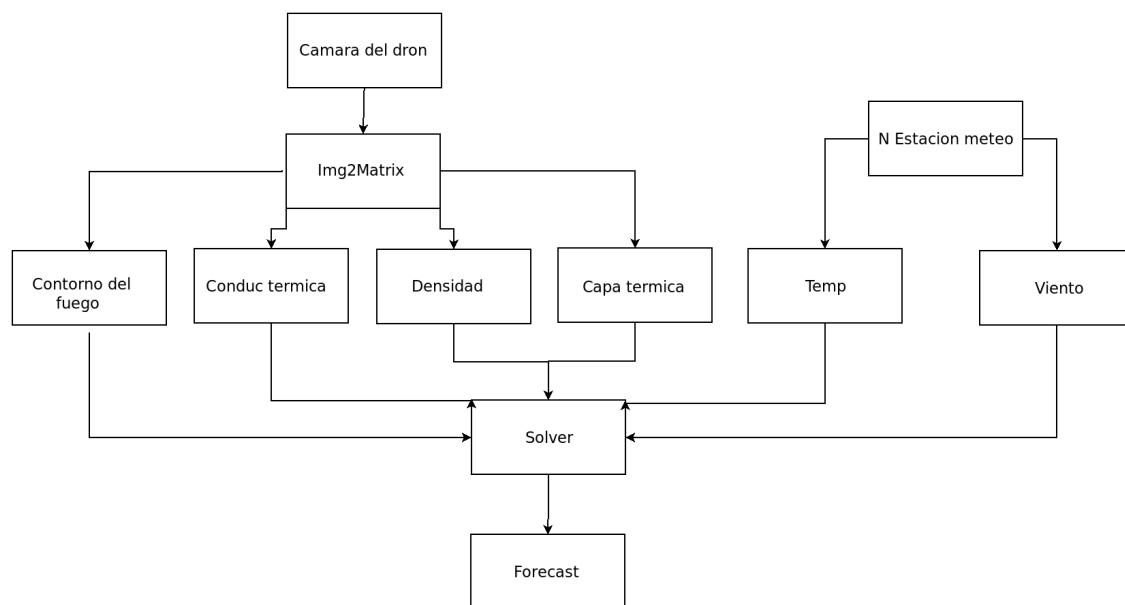 Camara del dron
N Estacion meteo
Img2Matrix
Contorno del
fuego
Conduc termica
Densidad
Capa termica
Temp
Viento
Solver
Forecast